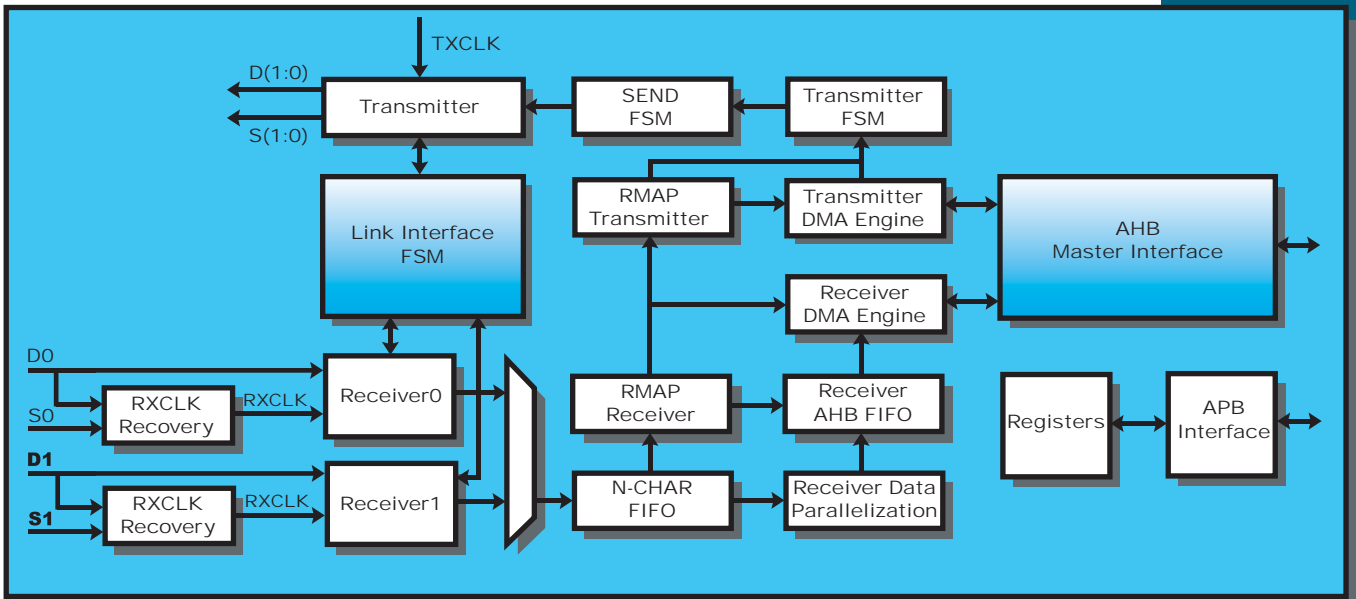 TXCLK
D(1:0)
S(1:0)
Transmitter
SEND
FSM
Transmitter
FSM
Link Interface
FSM
RMAP
Transmitter
Transmitter
DMA Engine
AHB
Master Interface
Receiver
DMA Engine
D0
S0
RXCLK
Recovery
RXCLK
Receiver0
RMAP
Receiver
Receiver
AHB FIFO
Registers
APB
Interface
D1
S1
RXCLK
Recovery
RXCLK
Receiver1
N-CHAR
FIFO
Receiver Data
Parallelization